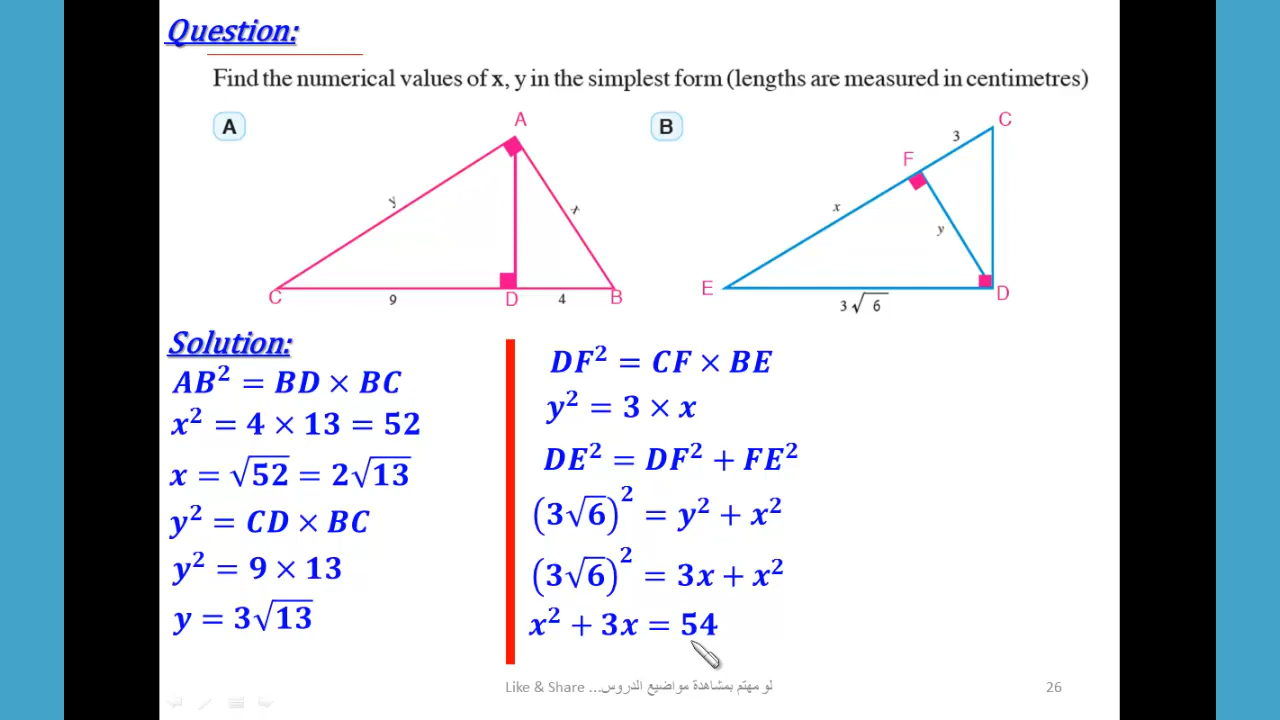 Question:
Find the numerical values of x, y in the simplest form (lengths are measured in centimetres)
A
A
y
x
C
9
D
4
B
B
C
3
F
x
y
E
D
3√6
Solution:
AB² = BD × BC
x² = 4 × 13 = 52
x = √52 = 2√13
y² = CD × BC
y² = 9 × 13
y = 3√13
DF² = CF × BE
y² = 3 × x
DE² = DF² + FE²
(3√6)² = y² + x²
(3√6)² = 3x + x²
x² + 3x = 54
Like & Share ... لو مهتم بمشاهدة مواضيع الدروس
26